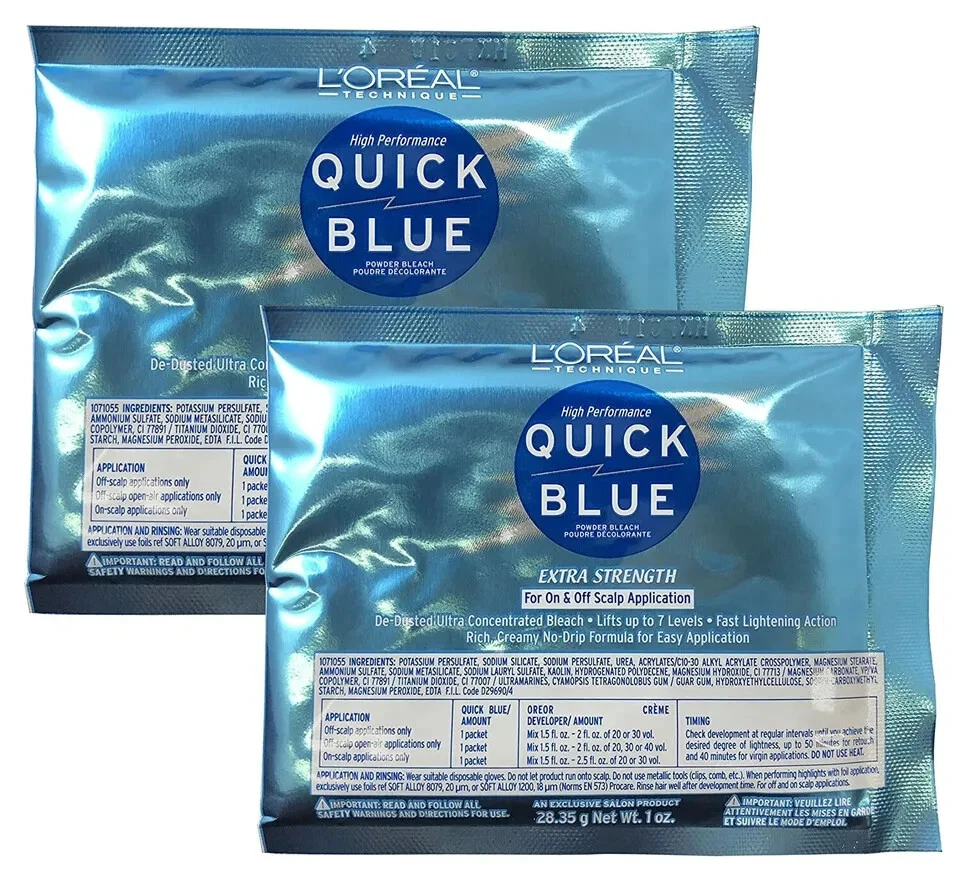 L'ORÉAL®
TECHNIQUE
High Performance
QUICK
BLUE
POWDER BLEACH
POUDRE DÉCOLORANTE
De-Dusted Ultra
1071055 INGREDIENTS: POTASSIUM PERSULFATE,
AMMONIUM SULFATE, SODIUM METASILICATE,
COPOLYMER, CI 77891 / TITANIUM DIOXIDE,
STARCH, MAGNESIUM PEROXIDE, EDTA F.I.L. Code
APPLICATION QUICK
Off-scalp applications only 1
Off-scalp open-air applications only 1
On-scalp applications only 1
APPLICATION AND RINSING: Wear suitable disposable
exclusively use foils ref SOFT ALLOY 8079, 20 µm, or
IMPORTANT: READ AND FOLLOW ALL
SAFETY WARNINGS AND DIRECTIONS
L'ORÉAL®
TECHNIQUE
High Performance
QUICK
BLUE
POWDER BLEACH
POUDRE DÉCOLORANTE
EXTRA STRENGTH
For On & Off Scalp Application
De-Dusted Ultra Concentrated Bleach • Lifts up to 7 Levels • Fast Lightening Action
Rich, Creamy No-Drip Formula for Easy Application
1071055 INGREDIENTS: POTASSIUM PERSULFATE, SODIUM SILICATE, SODIUM PERSULFATE, UREA, ACRYLATES/C10-30 ALKYL ACRYLATE CROSSPOLYMER, MAGNESIUM STEARATE,
AMMONIUM SULFATE, SODIUM METASILICATE, SODIUM LAURYL SULFATE, KAOLIN, HYDROGENATED POLYDECENE, MAGNESIUM HYDROXIDE, CI 77713 / MAGNESIUM CARBONATE, VP/VA
COPOLYMER, CI 77891 / TITANIUM DIOXIDE, CI 77007 / ULTRAMARINES, CYAMOPSIS TETRAGONOLOBUS GUM / GUAR GUM, HYDROXYETHYLCELLULOSE, CARBOXYMETHYL
STARCH, MAGNESIUM PEROXIDE, EDTA F.I.L. Code D29690/4
APPLICATION
QUICK BLUE/
AMOUNT
OREOR CRÈME
DEVELOPER/ AMOUNT
TIMING
Off-scalp applications only 1 packet Mix 1.5 fl. oz. - 2 fl. oz. of 20 or 30 vol.
Off-scalp open-air applications only 1 packet Mix 1.5 fl. oz. - 2 fl. oz. of 20, 30 or 40 vol.
On-scalp applications only 1 packet Mix 1.5 fl. oz. - 2.5 fl. oz. of 20 or 30 vol.
Check development at regular intervals until you achieve the
desired degree of lightness, up to 50 minutes for retouch
and 40 minutes for virgin applications. DO NOT USE HEAT.
APPLICATION AND RINSING: Wear suitable disposable gloves. Do not let product run onto scalp. Do not use metallic tools (clips, comb, etc.). When performing highlights with foil application,
exclusively use foils ref SOFT ALLOY 8079, 20 µm, or SOFT ALLOY 1200, 18 µm (Norms EN 573) Procare. Rinse hair well after development time. For off and on scalp applications.
IMPORTANT: READ AND FOLLOW ALL
SAFETY WARNINGS AND DIRECTIONS FOR USE.
AN EXCLUSIVE SALON PRODUCT
28.35 g Net Wt. 1 oz.
IMPORTANT: VEUILLEZ LIRE
ATTENTIVEMENT LES MISES EN GARDE
ET SUIVRE LE MODE D'EMPLOI.